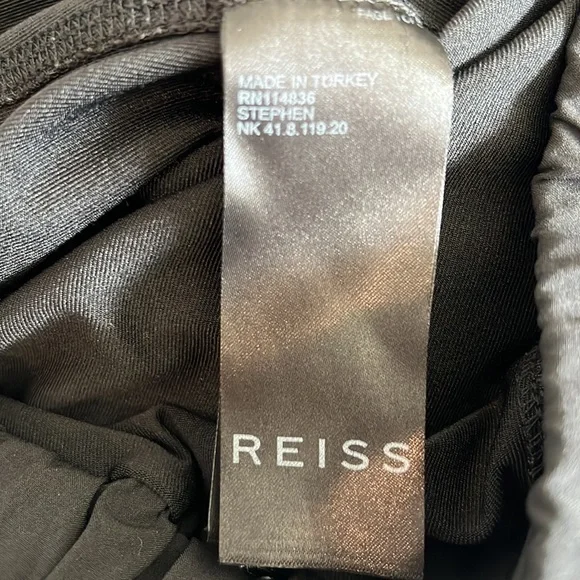 MADE IN TURKEY
RN114836
STEPHEN
NK 41.8.119.20
REISS